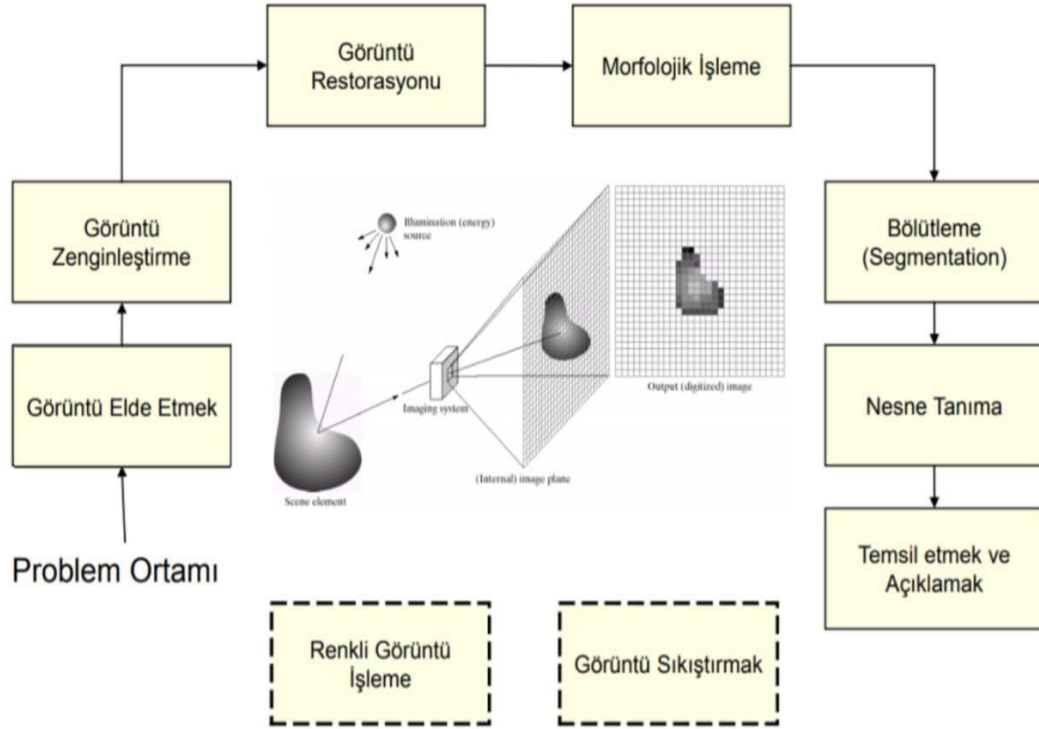 Görüntü
Restorasyonu
Morfolojik İşleme
Görüntü
Zenginleştirme
Illumination (energy)
source
Bölütleme
(Segmentation)
Görüntü Elde Etmek
Imaging system
Output (digitized) image
Nesne Tanıma
(Internal) image plane
Scene element
Problem Ortamı
Temsil etmek ve
Açıklamak
Renkli Görüntü
İşleme
Görüntü Sıkıştırmak